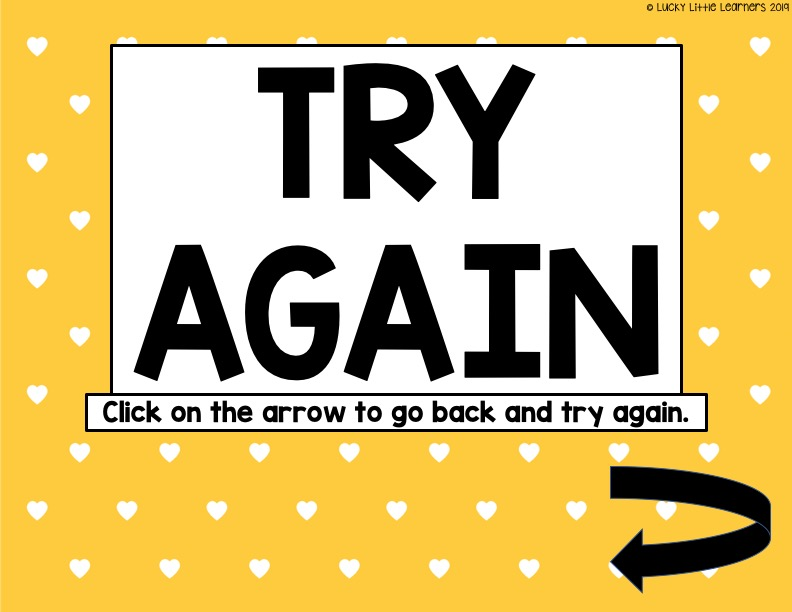 © Lucky Little Learners 2019
TRY
AGAIN
Click on the arrow to go back and try again.